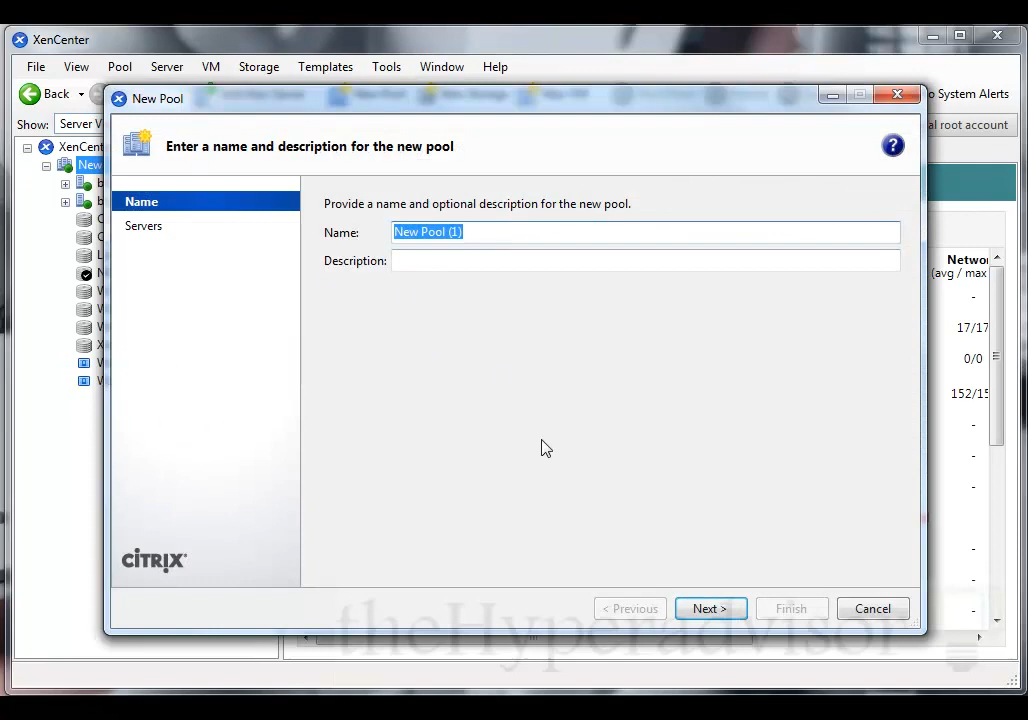 XenCenter
File View Pool Server VM Storage Templates Tools Window Help
Back
New Pool
o System Alerts
Show: Server V
al root account
Enter a name and description for the new pool
?
XenCent
New
b
b
C
C
L
N
W
W
W
X
W
W
Name
Servers
Provide a name and optional description for the new pool.
Name: New Pool (1)
Description:
Netwo
(avg / max
-
17/17
0/0
152/15
-
-
-
-
-
-
CITRIX
< Previous Next > Finish Cancel
theHyperadvisor